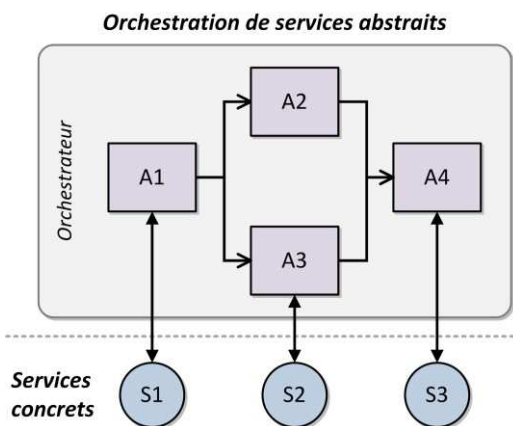 Orchestration de services abstraits
Orchestrateur
A2
A1
A4
A3
Services
concrets
S1
S2
S3